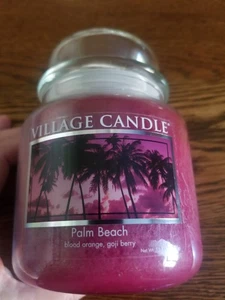 VILLAGE CANDLE
Palm Beach
blood orange, goji berry